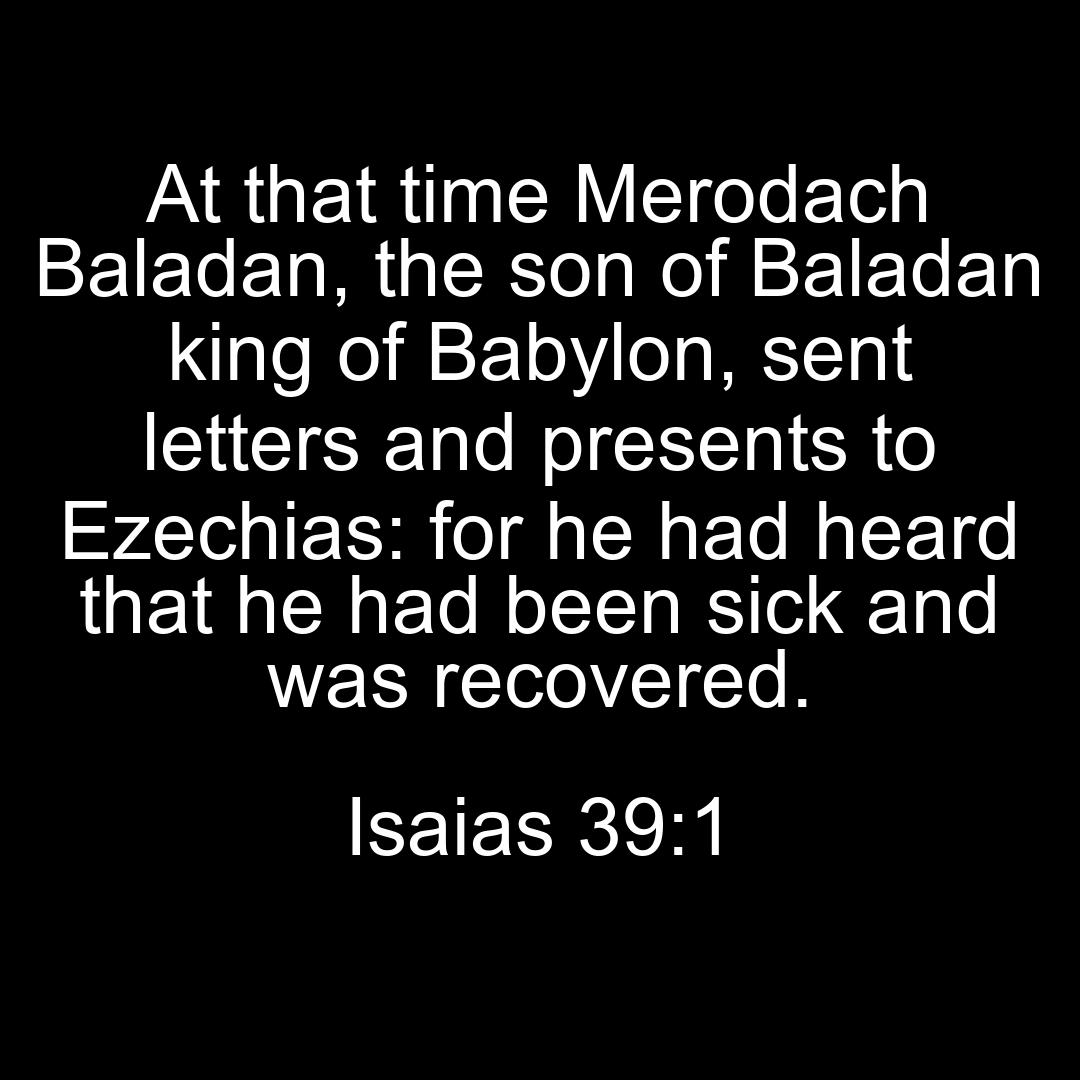 At that time Merodach
Baladan, the son of Baladan
king of Babylon, sent
letters and presents to
Ezechias: for he had heard
that he had been sick and
was recovered.
Isaias 39:1